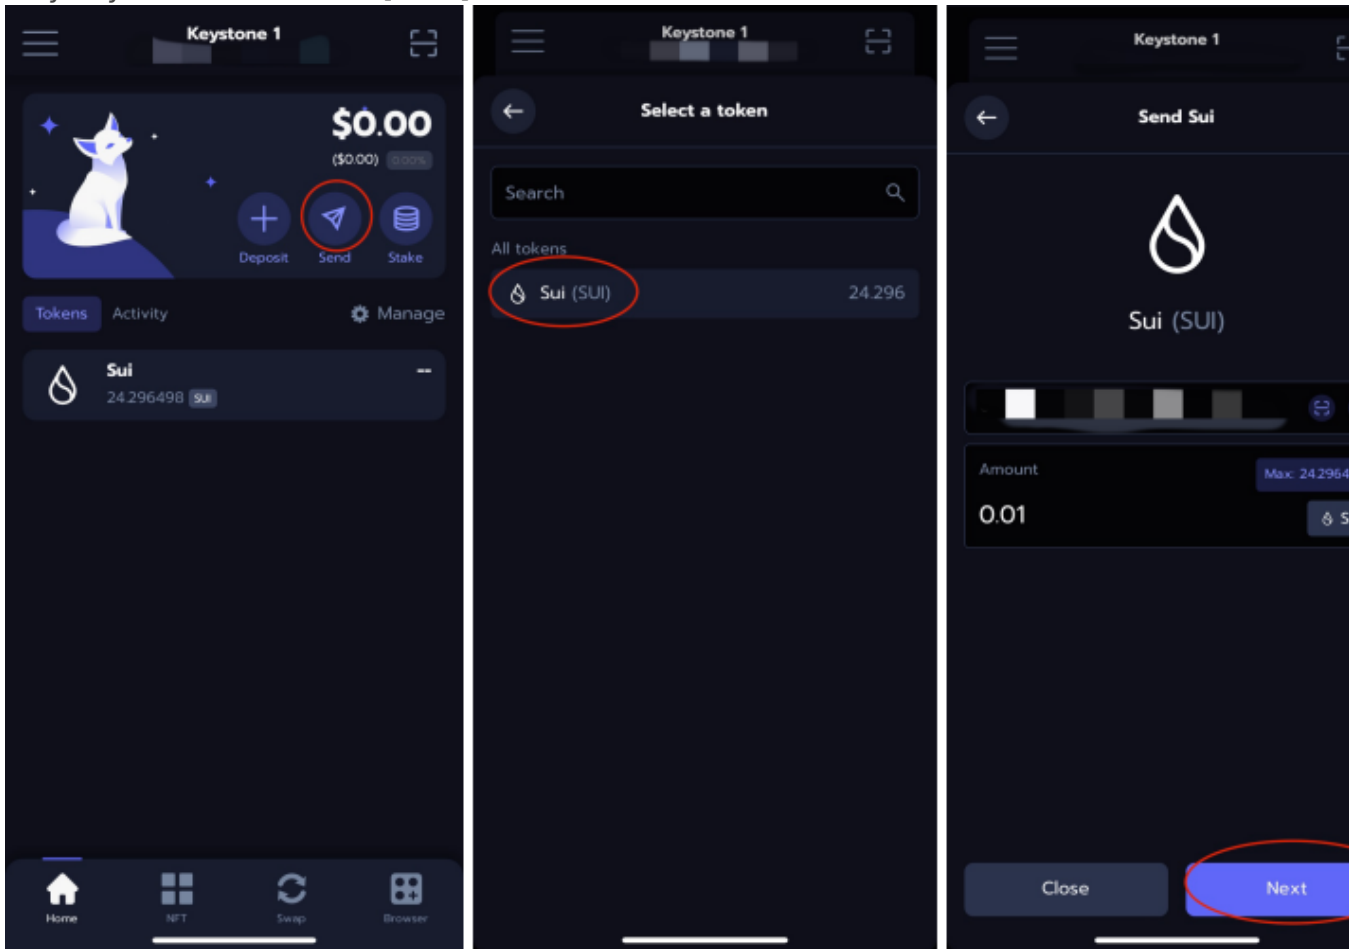 Keystone 1
$0.00
($0.00) 0.00%
Deposit Send Stake
Tokens Activity Manage
Sui --
24.296498 SUI
Home NFT Swap Browser
Keystone 1
Select a token
Search
All tokens
Sui (SUI) 24.296
Keystone 1
Send Sui
Sui (SUI)
Amount Max: 24.2964
0.01 S
Close Next